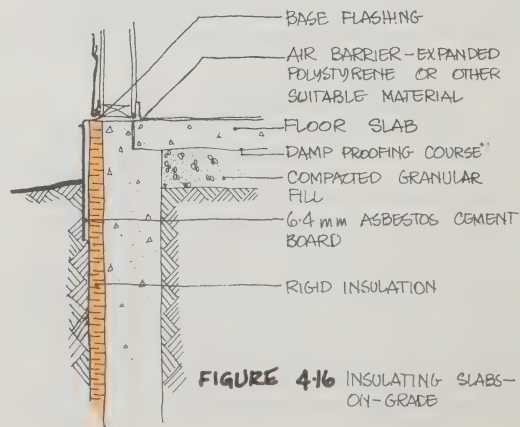 BASE FLASHING
AIR BARRIER-EXPANDED
POLYSTYRENE OR OTHER
SUITABLE MATERIAL
FLOOR SLAB
DAMP PROOFING COURSE"
COMPACTED GRANULAR
FILL
6.4 mm ASBESTOS CEMENT
BOARD
RIGID INSULATION
FIGURE 4.16 INSULATING SLABS-
ON-GRADE